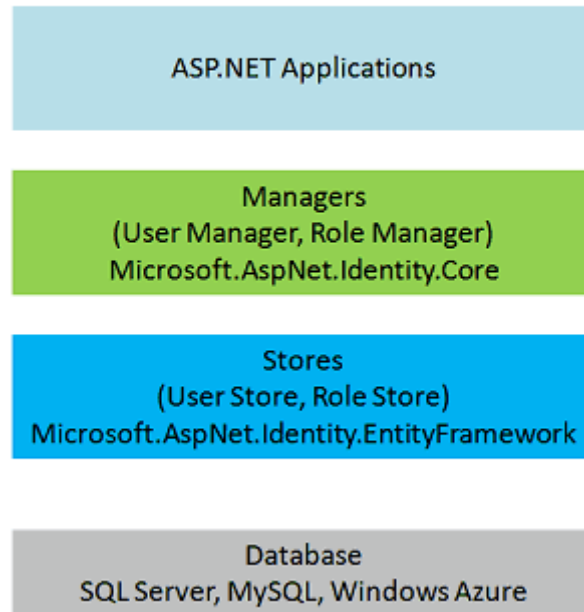 ASP.NET Applications
Managers
(User Manager, Role Manager)
Microsoft.AspNet.Identity.Core
Stores
(User Store, Role Store)
Microsoft.AspNet.Identity.EntityFramework
Database
SQL Server, MySQL, Windows Azure